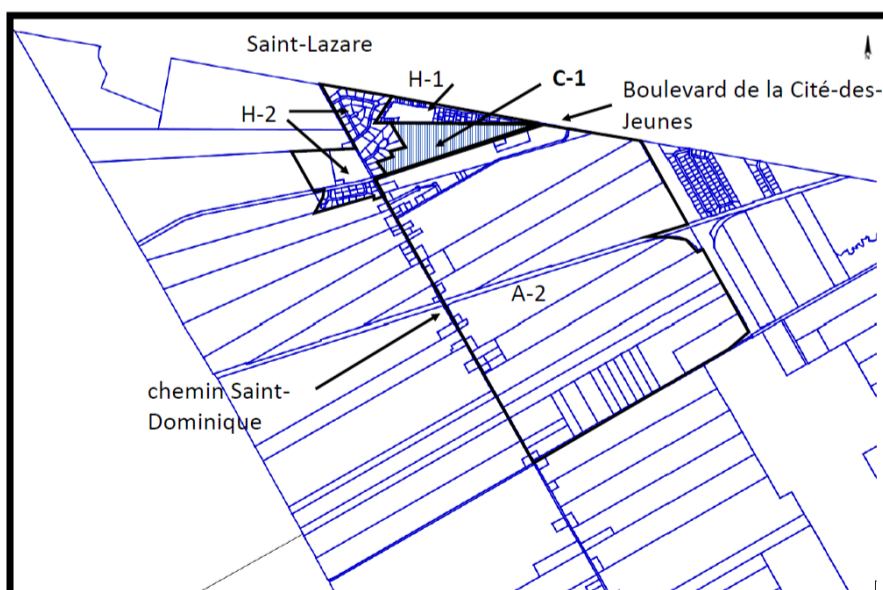 Saint-Lazare
H-1
C-1
Boulevard de la Cité-des-
Jeunes
H-2
A-2
chemin Saint-
Dominique
N